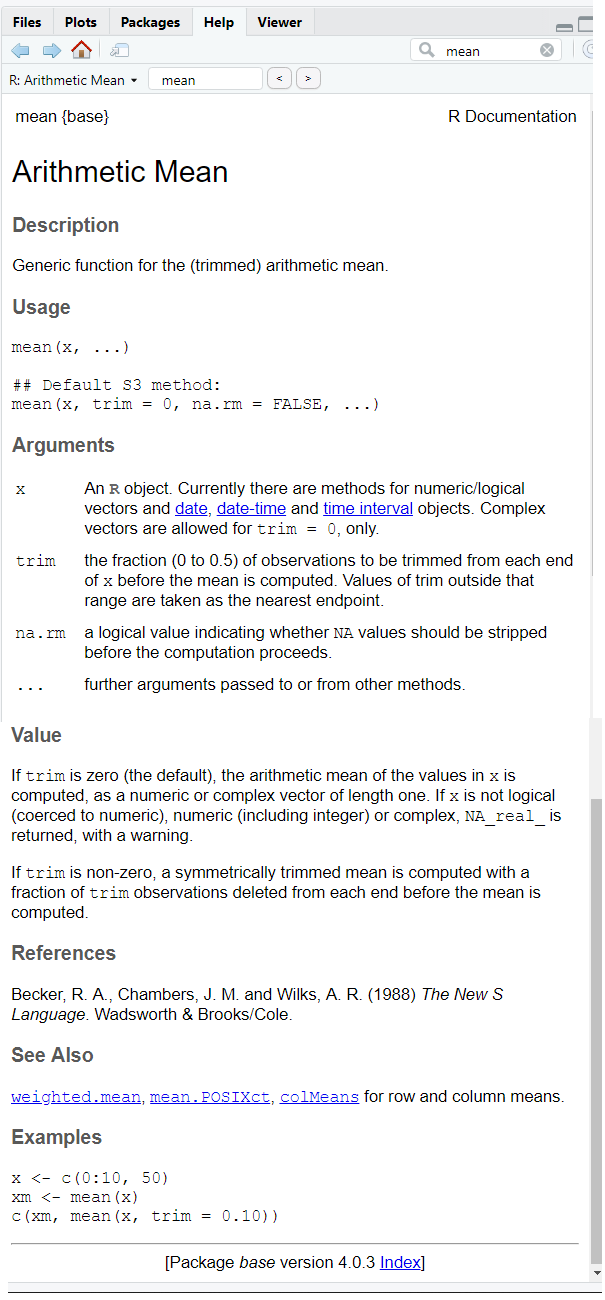 Files Plots Packages Help Viewer
mean
R: Arithmetic Mean mean < >
mean {base} R Documentation
Arithmetic Mean
Description
Generic function for the (trimmed) arithmetic mean.
Usage
mean(x, ...)
## Default S3 method:
mean(x, trim = 0, na.rm = FALSE, ...)
Arguments
x An R object. Currently there are methods for numeric/logical
vectors and date, date-time and time interval objects. Complex
vectors are allowed for trim = 0, only.
trim the fraction (0 to 0.5) of observations to be trimmed from each end
of x before the mean is computed. Values of trim outside that
range are taken as the nearest endpoint.
na.rm a logical value indicating whether NA values should be stripped
before the computation proceeds.
... further arguments passed to or from other methods.
Value
If trim is zero (the default), the arithmetic mean of the values in x is
computed, as a numeric or complex vector of length one. If x is not logical
(coerced to numeric), numeric (including integer) or complex, NA_real_ is
returned, with a warning.
If trim is non-zero, a symmetrically trimmed mean is computed with a
fraction of trim observations deleted from each end before the mean is
computed.
References
Becker, R. A., Chambers, J. M. and Wilks, A. R. (1988) The New S
Language. Wadsworth & Brooks/Cole.
See Also
weighted.mean, mean.POSIXct, colMeans for row and column means.
Examples
x <- c(0:10, 50)
xm <- mean(x)
c(xm, mean(x, trim = 0.10))
[Package base version 4.0.3 Index]